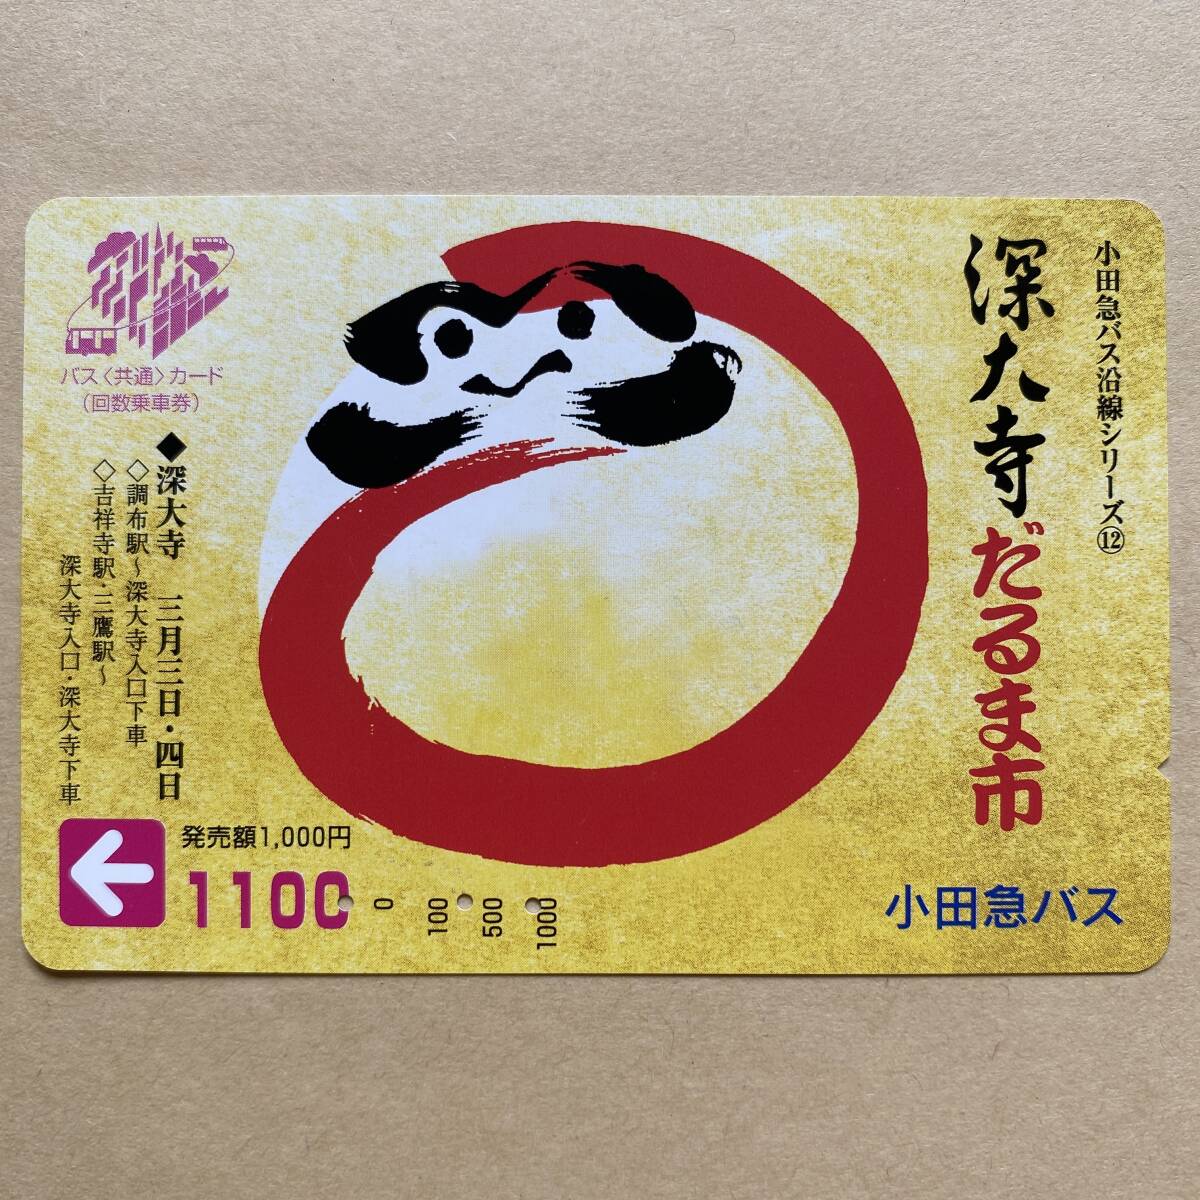 小田急バス沿線シリーズ⑫
深大寺だるま市
バス〈共通〉カード
(回数乗車券)
◆深大寺 三月三日・四日
◇調布駅～深大寺入口下車
◇吉祥寺駅・三鷹駅～
深大寺入口・深大寺下車
発売額1,000円
1100
0
100
500
1000
小田急バス